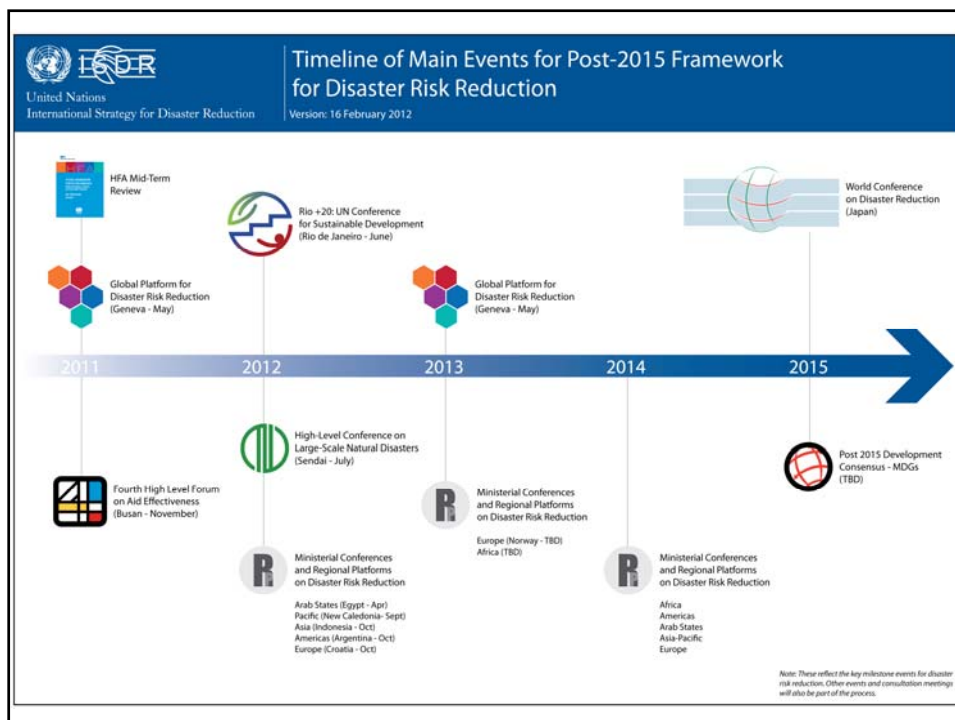 ISDR
United Nations
International Strategy for Disaster Reduction
Timeline of Main Events for Post-2015 Framework
for Disaster Risk Reduction
Version: 16 February 2012
HFA Mid-Term
Review
Global Platform for
Disaster Risk Reduction
(Geneva - May)
Rio +20: UN Conference
for Sustainable Development
(Rio de Janeiro - June)
Global Platform for
Disaster Risk Reduction
(Geneva - May)
World Conference
on Disaster Reduction
(Japan)
2011
2012
2013
2014
2015
Fourth High Level Forum
on Aid Effectiveness
(Busan - November)
High-Level Conference on
Large-Scale Natural Disasters
(Sendai - July)
Ministerial Conferences
and Regional Platforms
on Disaster Risk Reduction
Arab States (Egypt - Apr)
Pacific (New Caledonia- Sept)
Asia (Indonesia - Oct)
Americas (Argentina - Oct)
Europe (Croatia - Oct)
Ministerial Conferences
and Regional Platforms
on Disaster Risk Reduction
Europe (Norway - TBD)
Africa (TBD)
Ministerial Conferences
and Regional Platforms
on Disaster Risk Reduction
Africa
Americas
Arab States
Asia-Pacific
Europe
Post 2015 Development
Consensus - MDGs
(TBD)
Note: These reflect the key milestone events for disaster
risk reduction. Other events and consultation meetings
will also be part of the process.